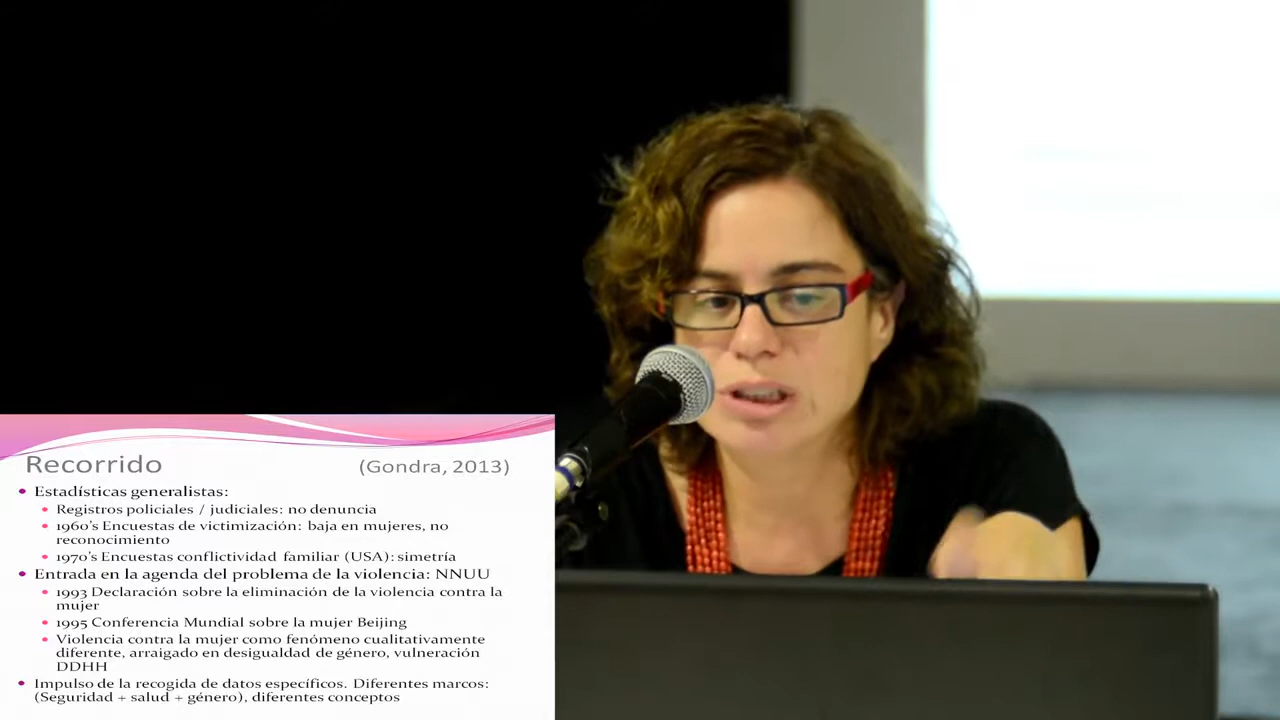 Recorrido (Gondra, 2013)
Estadísticas generalistas:
Registros policiales / judiciales: no denuncia
1960's Encuestas de victimización: baja en mujeres, no
reconocimiento
1970's Encuestas conflictividad familiar (USA): simetría
Entrada en la agenda del problema de la violencia: NNUU
1993 Declaración sobre la eliminación de la violencia contra la
mujer
1995 Conferencia Mundial sobre la mujer Beijing
Violencia contra la mujer como fenómeno cualitativamente
diferente, arraigado en desigualdad de género, vulneración
DDHH
Impulso de la recogida de datos específicos. Diferentes marcos:
(Seguridad + salud + género), diferentes conceptos